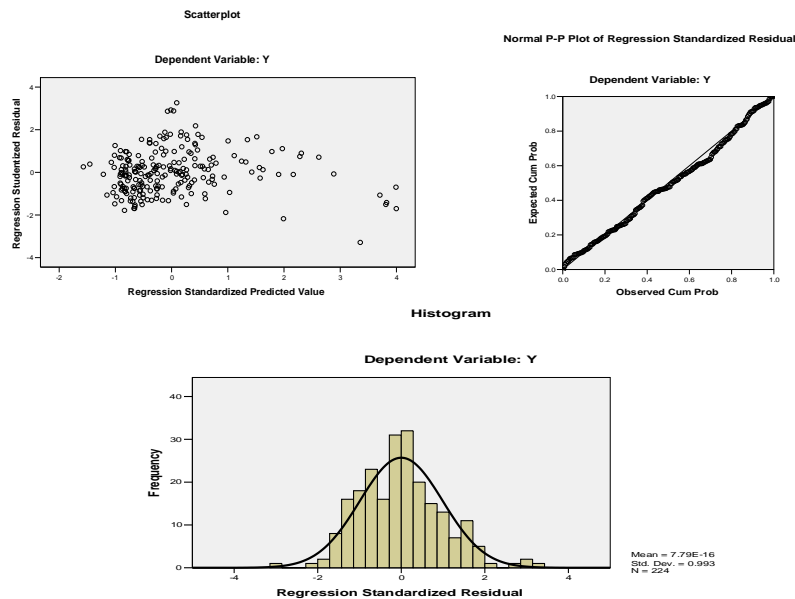 Scatterplot
Dependent Variable: Y
Regression Studentized Residual
4
2
0
-2
-4
-2
-1
0
1
2
3
4
Regression Standardized Predicted Value
Normal P-P Plot of Regression Standardized Residual
Dependent Variable: Y
Expected Cum Prob
1.0
0.8
0.6
0.4
0.2
0.0
0.0
0.2
0.4
0.6
0.8
1.0
Observed Cum Prob
Histogram
Dependent Variable: Y
Frequency
40
30
20
10
0
-4
-2
0
2
4
Regression Standardized Residual
Mean = 7.79E-16
Std. Dev. = 0.993
N = 224